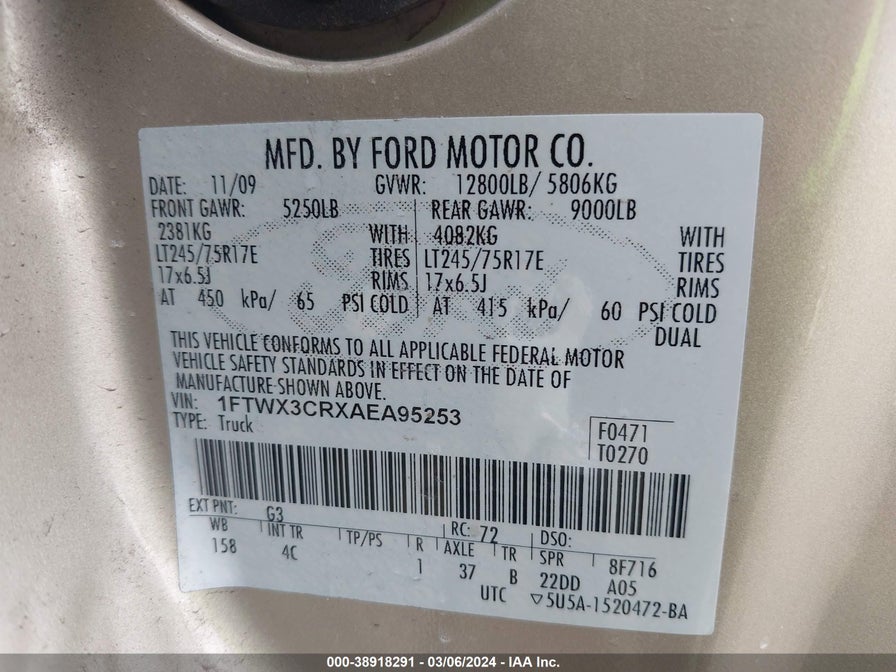 MFD. BY FORD MOTOR CO.
DATE: 11/09 GVWR: 12800LB/ 5806KG
FRONT GAWR: 5250LB REAR GAWR: 9000LB
2381KG WITH 4082KG WITH
LT245/75R17E TIRES LT245/75R17E TIRES
17x6.5J RIMS 17x6.5J RIMS
AT 450 kPa/ 65 PSI COLD AT 415 kPa/ 60 PSI COLD
DUAL
THIS VEHICLE CONFORMS TO ALL APPLICABLE FEDERAL MOTOR
VEHICLE SAFETY STANDARDS IN EFFECT ON THE DATE OF
MANUFACTURE SHOWN ABOVE.
VIN: 1FTWX3CRXAEA95253
TYPE: Truck
F0471
T0270
EXT PNT: G3 RC: 72 DSO:
WB INT TR TP/PS R AXLE TR SPR 8F716
158 4C 1 37 B 22DD A05
UTC ▽5U5A-1520472-BA
000-38918291 - 03/06/2024 - IAA Inc.